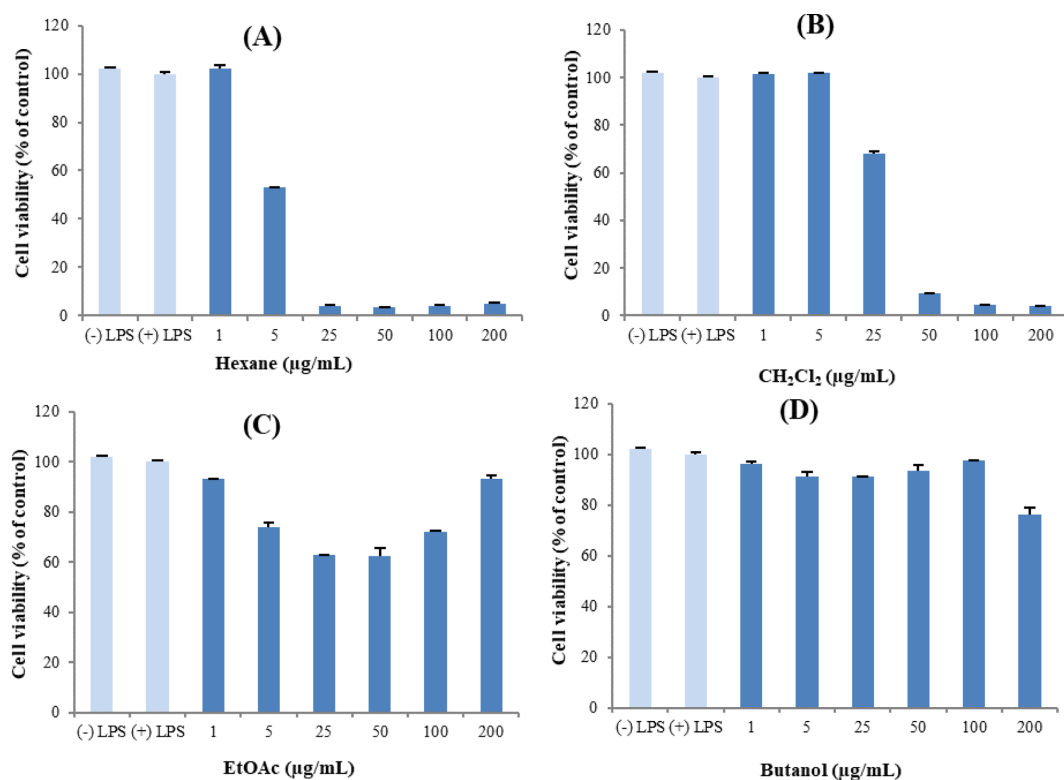 (A)
Cell viability (% of control)
120
100
80
60
40
20
0
(-) LPS (+) LPS 1 5 25 50 100 200
Hexane (µg/mL)
(B)
Cell viability (% of control)
120
100
80
60
40
20
0
(-) LPS (+) LPS 1 5 25 50 100 200
CH₂Cl₂ (µg/mL)
(C)
Cell viability (% of control)
120
100
80
60
40
20
0
(-) LPS (+) LPS 1 5 25 50 100 200
EtOAc (µg/mL)
(D)
Cell viability (% of control)
120
100
80
60
40
20
0
(-) LPS (+) LPS 1 5 25 50 100 200
Butanol (µg/mL)